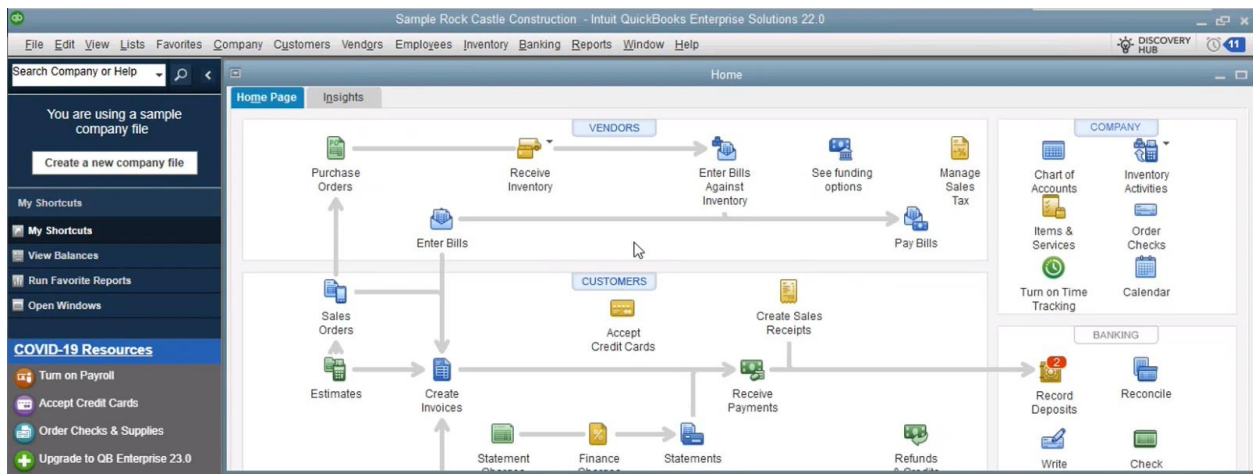 Sample Rock Castle Construction - Intuit QuickBooks Enterprise Solutions 22.0
File Edit View Lists Favorites Company Customers Vendors Employees Inventory Banking Reports Window Help
DISCOVERY
HUB
11
Search Company or Help
Home
You are using a sample
company file
Create a new company file
My Shortcuts
My Shortcuts
View Balances
Run Favorite Reports
Open Windows
COVID-19 Resources
Turn on Payroll
Accept Credit Cards
Order Checks & Supplies
Upgrade to QB Enterprise 23.0
Home Page Insights
VENDORS
Purchase
Orders
Receive
Inventory
Enter Bills
Against
Inventory
See funding
options
Manage
Sales
Tax
Enter Bills
Pay Bills
CUSTOMERS
Sales
Orders
Accept
Credit Cards
Create Sales
Receipts
Estimates
Create
Invoices
Receive
Payments
Statement
Charges
Finance
Charges
Statements
Refunds
& Credits
COMPANY
Chart of
Accounts
Inventory
Activities
Items &
Services
Order
Checks
Turn on Time
Tracking
Calendar
BANKING
2
Record
Deposits
Reconcile
Write
Check